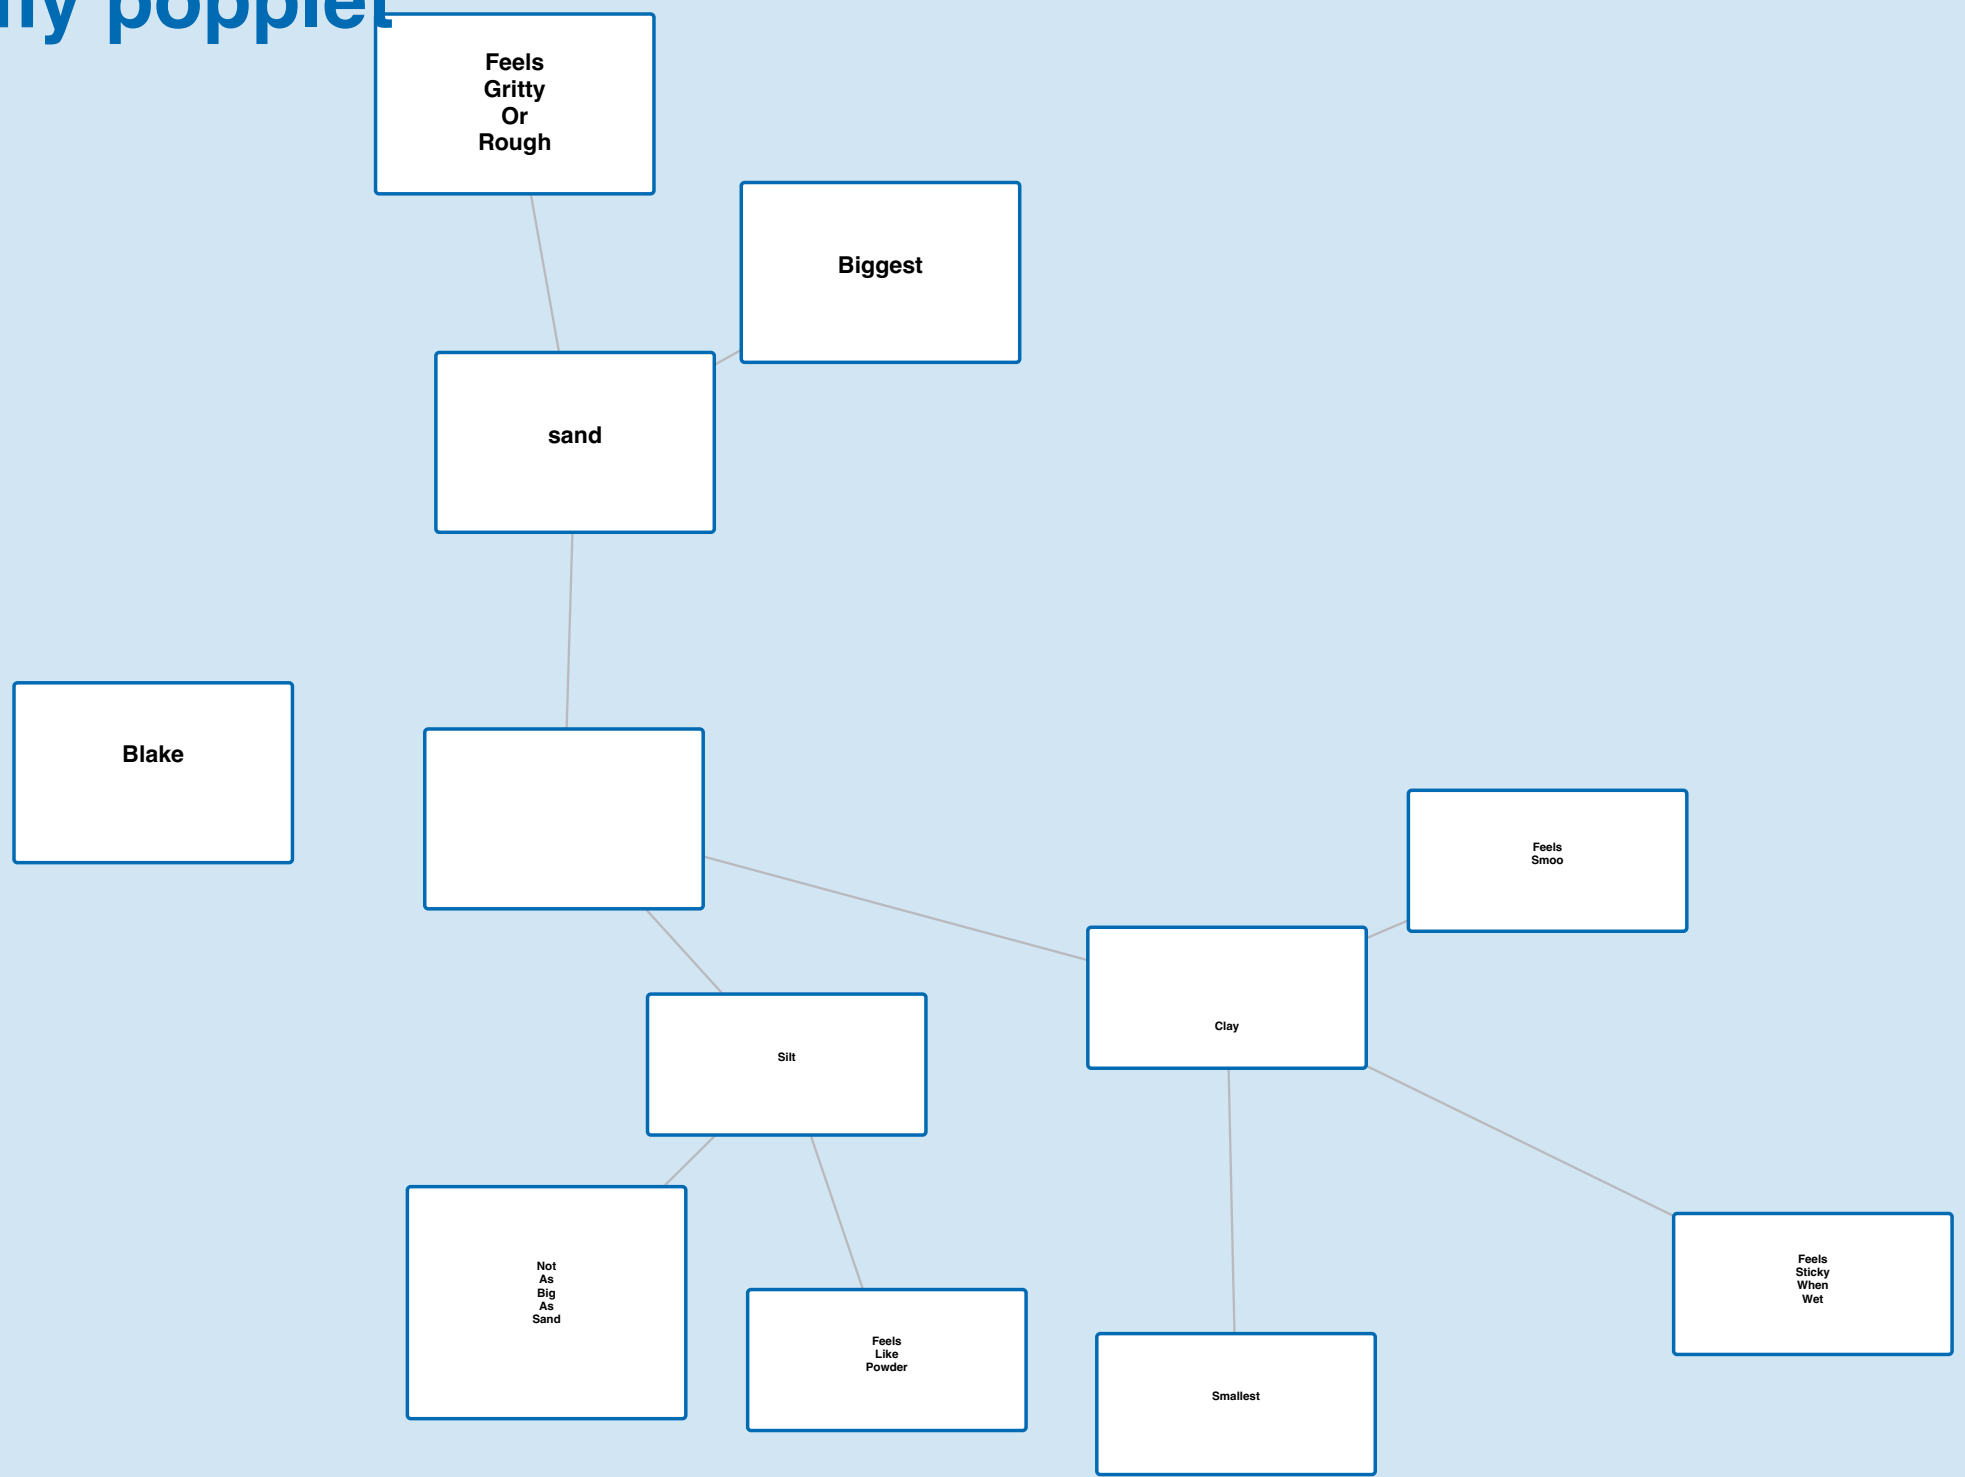 my popplet
Feels
Gritty
Or
Rough
Biggest
sand
Blake
Feels
Smoo
Clay
Silt
Not
As
Big
As
Sand
Feels
Like
Powder
Smallest
Feels
Sticky
When
Wet